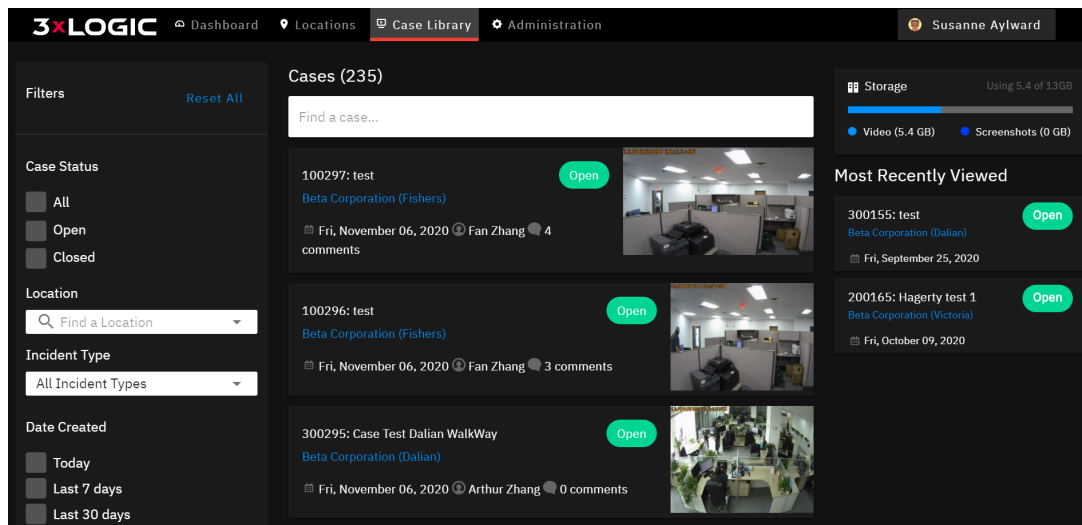 3xLOGIC
Dashboard
Locations
Case Library
Administration
Susanne Aylward
Filters
Reset All
Case Status
All
Open
Closed
Location
Find a Location
Incident Type
All Incident Types
Date Created
Today
Last 7 days
Last 30 days
Cases (235)
Find a case...
100297: test
Open
Beta Corporation (Fishers)
Fri, November 06, 2020 Fan Zhang 4
comments
100296: test
Open
Beta Corporation (Fishers)
Fri, November 06, 2020 Fan Zhang 3 comments
300295: Case Test Dalian WalkWay
Open
Beta Corporation (Dalian)
Fri, November 06, 2020 Arthur Zhang 0 comments
Storage
Using 5.4 of 13GB
Video (5.4 GB)
Screenshots (0 GB)
Most Recently Viewed
300155: test
Open
Beta Corporation (Dalian)
Fri, September 25, 2020
200165: Hagerty test 1
Open
Beta Corporation (Victoria)
Fri, October 09, 2020